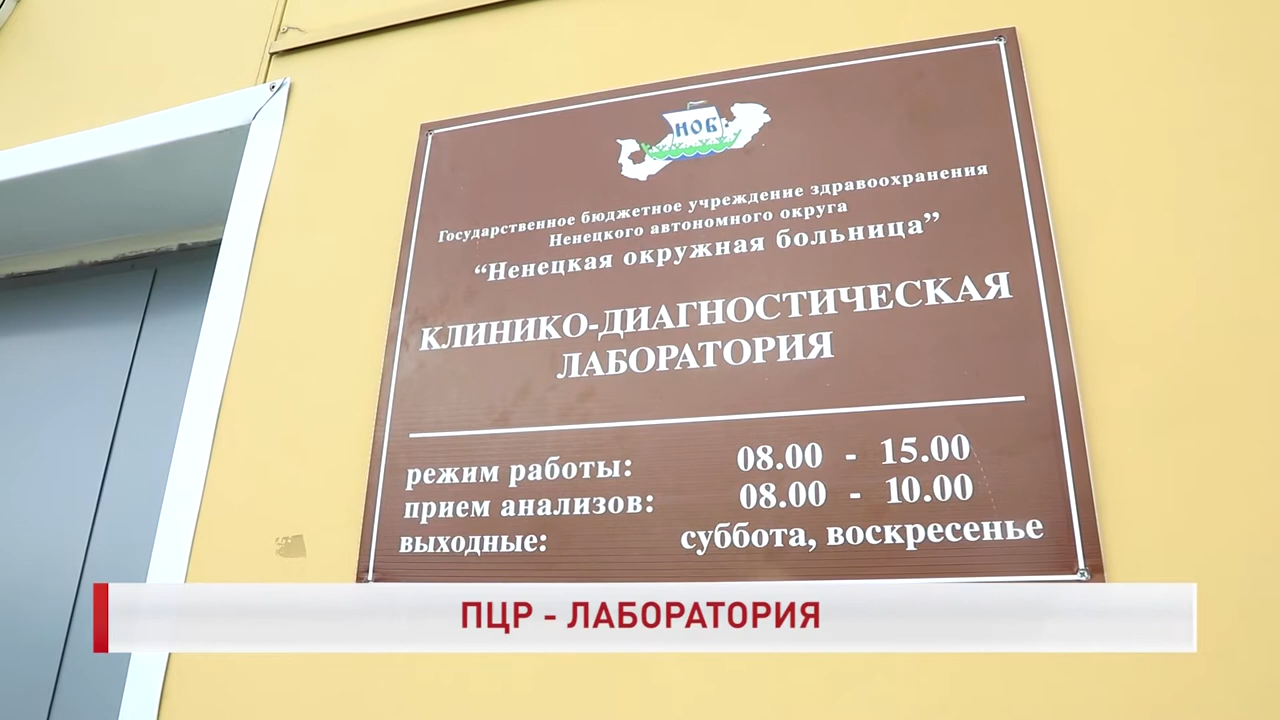 НОБ
Государственное бюджетное учреждение здравоохранения
Ненецкого автономного округа
“Ненецкая окружная больница”
КЛИНИКО-ДИАГНОСТИЧЕСКАЯ
ЛАБОРАТОРИЯ
режим работы: 08.00 - 15.00
прием анализов: 08.00 - 10.00
выходные: суббота, воскресенье
ПЦР - ЛАБОРАТОРИЯ